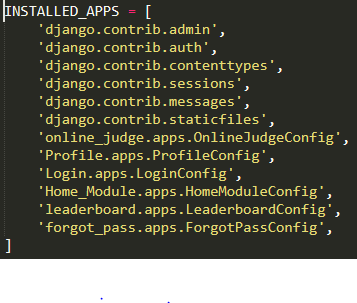 INSTALLED_APPS = [
'django.contrib.admin',
'django.contrib.auth',
'django.contrib.contenttypes',
'django.contrib.sessions',
'django.contrib.messages',
'django.contrib.staticfiles',
'online_judge.apps.OnlineJudgeConfig',
'Profile.apps.ProfileConfig',
'Login.apps.LoginConfig',
'Home_Module.apps.HomeModuleConfig',
'leaderboard.apps.LeaderboardConfig',
'forgot_pass.apps.ForgotPassConfig',
]